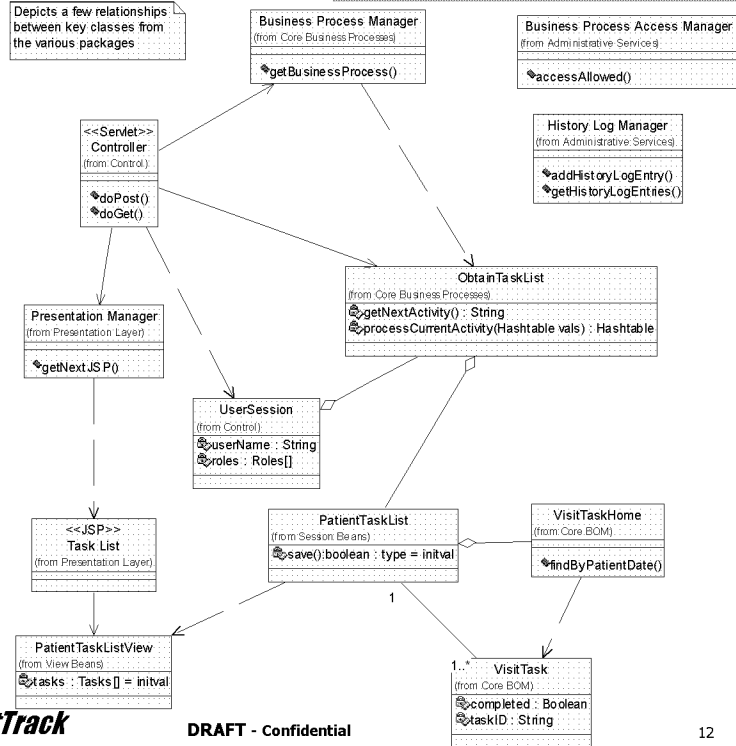 Depicts a few relationships
between key classes from
the various packages
Business Process Manager
(from Core Business Processes)
getBusinessProcess()
Business Process Access Manager
(from Administrative Services)
accessAllowed()
History Log Manager
(from Administrative Services)
addHistoryLogEntry()
getHistoryLogEntries()
<<Servlet>>
Controller
(from Control)
doPost()
doGet()
ObtainTaskList
(from Core Business Processes)
getNextActivity() : String
processCurrentActivity(Hashtable vals) : Hashtable
Presentation Manager
(from Presentation Layer)
getNextJSP()
UserSession
(from Control)
userName : String
roles : Roles[]
<<JSP>>
Task List
(from Presentation Layer)
PatientTaskList
(from Session Beans)
save():boolean : type = initval
VisitTaskHome
(from Core BOM)
findByPatientDate()
1
1..*
PatientTaskListView
(from View Beans)
tasks : Tasks[] = initval
VisitTask
(from Core BOM)
completed : Boolean
taskID : String
tTrack
DRAFT - Confidential
12